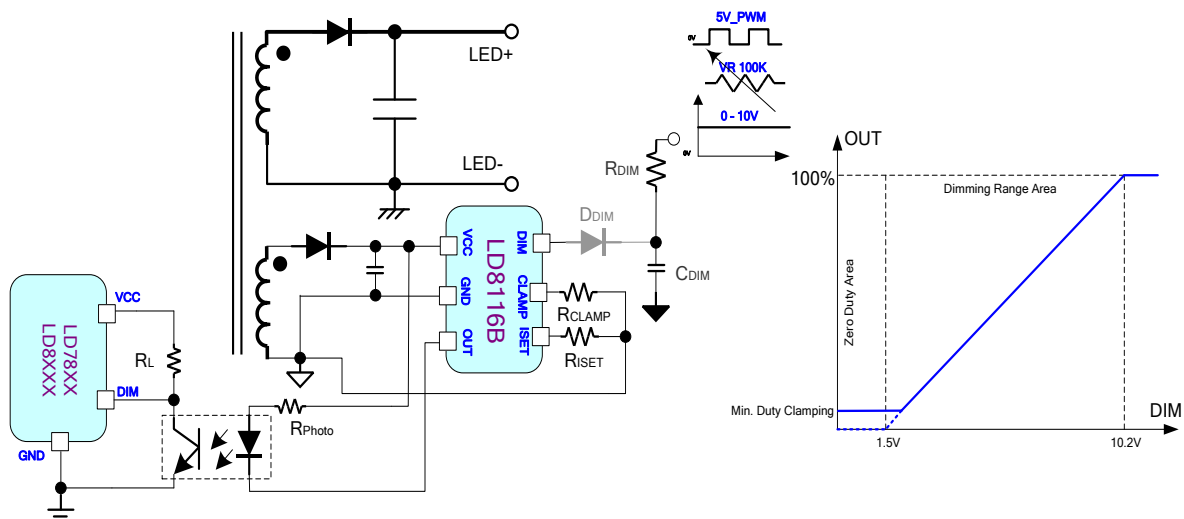 5V_PWM
0V
VR 100K
0 - 10V
0V
LED+
LED-
RDIM
DDIM
CDIM
VCC
GND
OUT
LD8116B
DIM
CLAMP
ISET
RCLAMP
RISET
VCC
RL
LD78XX
LD8XXX
DIM
GND
RPhoto
OUT
100%
Dimming Range Area
Zero Duty Area
Min. Duty Clamping
DIM
1.5V
10.2V